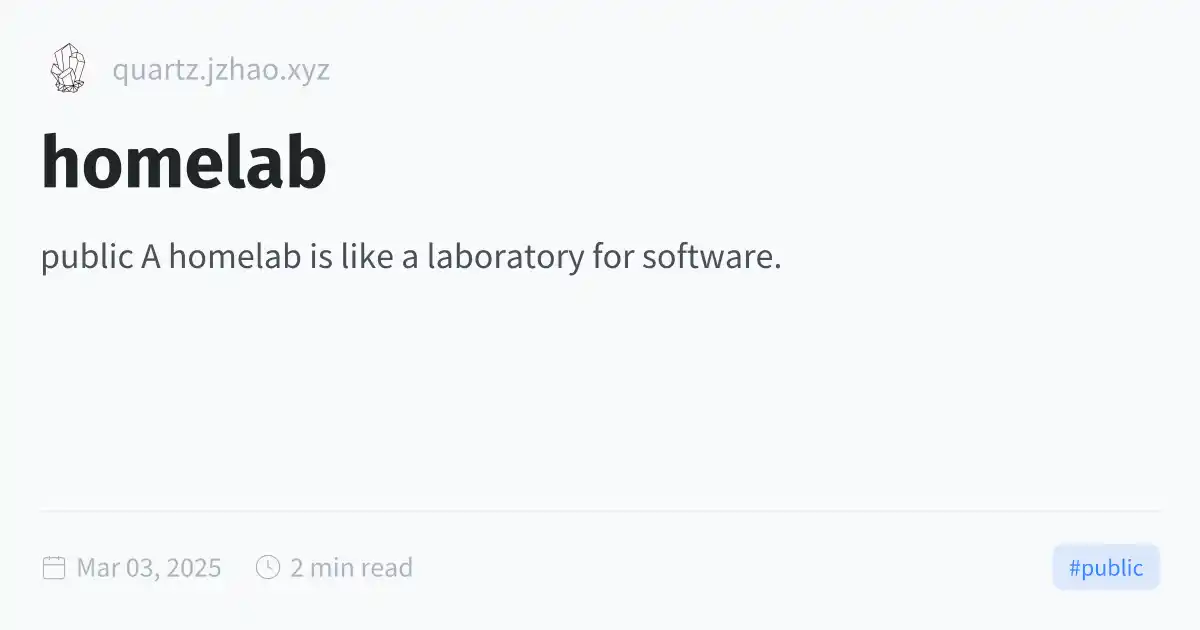 quartz.jzhao.xyz
homelab
public A homelab is like a laboratory for software.
Mar 03, 2025 2 min read #public